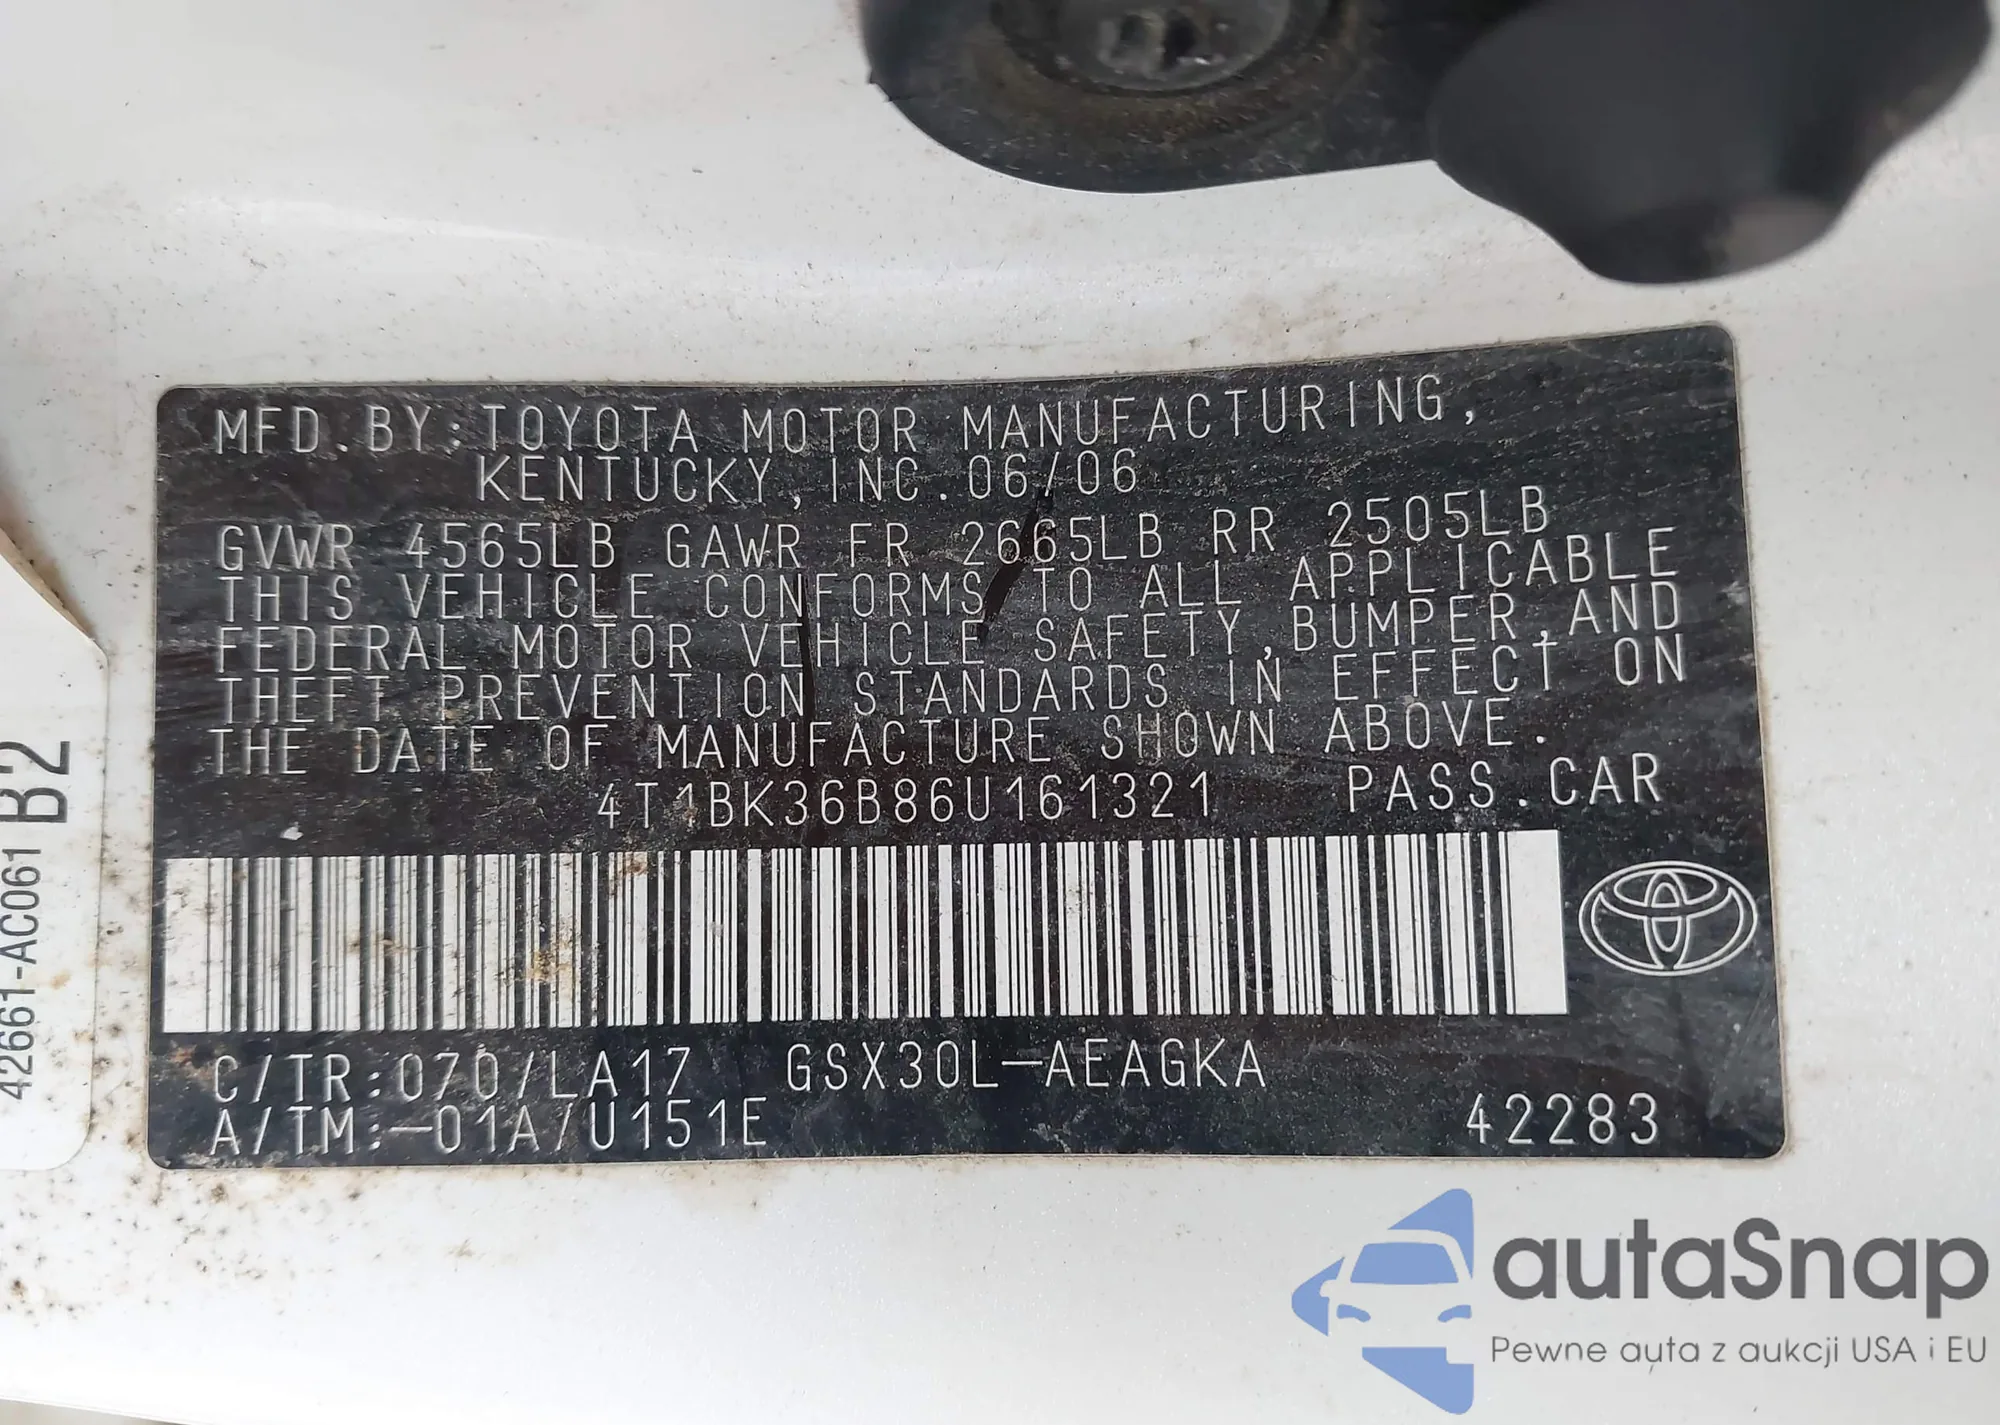 MFD.BY:TOYOTA MOTOR MANUFACTURING,
KENTUCKY,INC.06/06
GVWR 4565LB GAWR FR 2665LB RR 2505LB
THIS VEHICLE CONFORMS TO ALL APPLICABLE
FEDERAL MOTOR VEHICLE SAFETY,BUMPER,AND
THEFT PREVENTION STANDARDS IN EFFECT ON
THE DATE OF MANUFACTURE SHOWN ABOVE.
4T1BK36B86U161321 PASS.CAR
C/TR:070/LA17 GSX30L-AEAGKA
A/TM:-01A/U151E 42283
42661-AC061 B2
autaSnap
Pewne auta z aukcji USA i EU